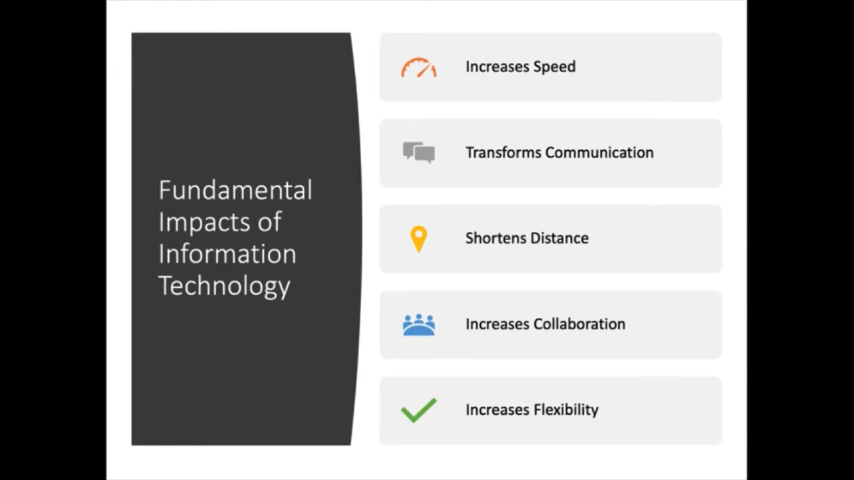 Fundamental
Impacts of
Information
Technology
Increases Speed
Transforms Communication
Shortens Distance
Increases Collaboration
Increases Flexibility